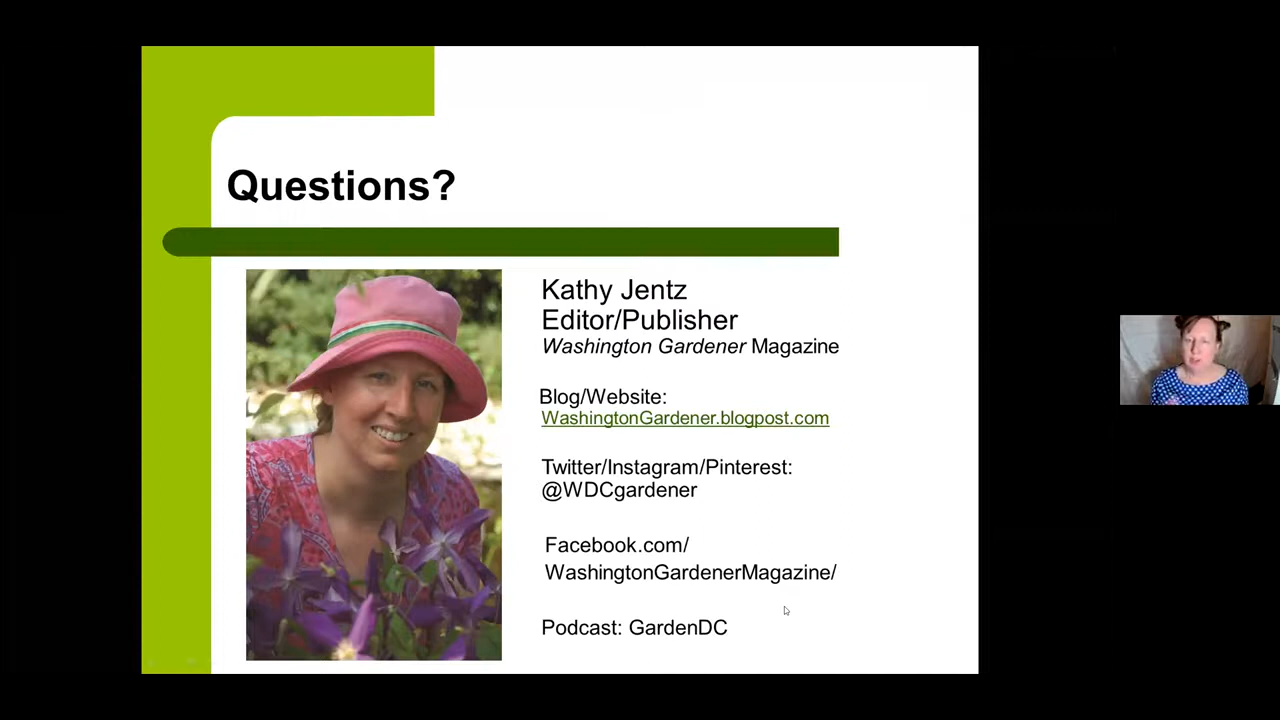 Questions?
Kathy Jentz
Editor/Publisher
Washington Gardener Magazine
Blog/Website:
WashingtonGardener.blogpost.com
Twitter/Instagram/Pinterest:
@WDCgardener
Facebook.com/
WashingtonGardenerMagazine/
Podcast: GardenDC